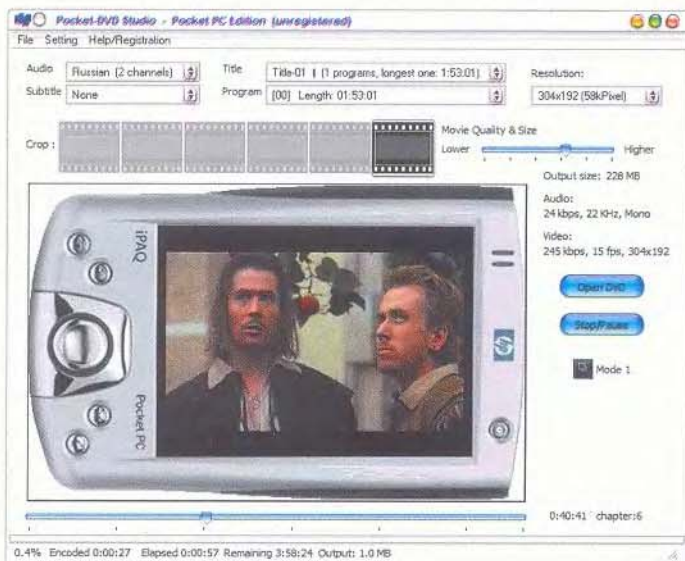 Pocket-DVD Studio - Pocket PC Edition (unregistered)
File Setting Help/Registration
Audio Russian (2 channels) Title Title-01 | (1 programs, longest one: 1:53:01) Resolution:
Subtitle None Program [00] Length: 01:53:01 304x192 (58kPixel)
Crop : Movie Quality & Size
Lower Higher
Output size: 228 MB
Audio:
24 kbps, 22 KHz, Mono
Video:
245 kbps, 15 fps, 304x192
Open DVD
Stop/Pause
Mode 1
iPAQ
Pocket PC
0:40:41 chapter:6
0.4% Encoded 0:00:27 Elapsed 0:00:57 Remaining 3:58:24 Output: 1.0 MB